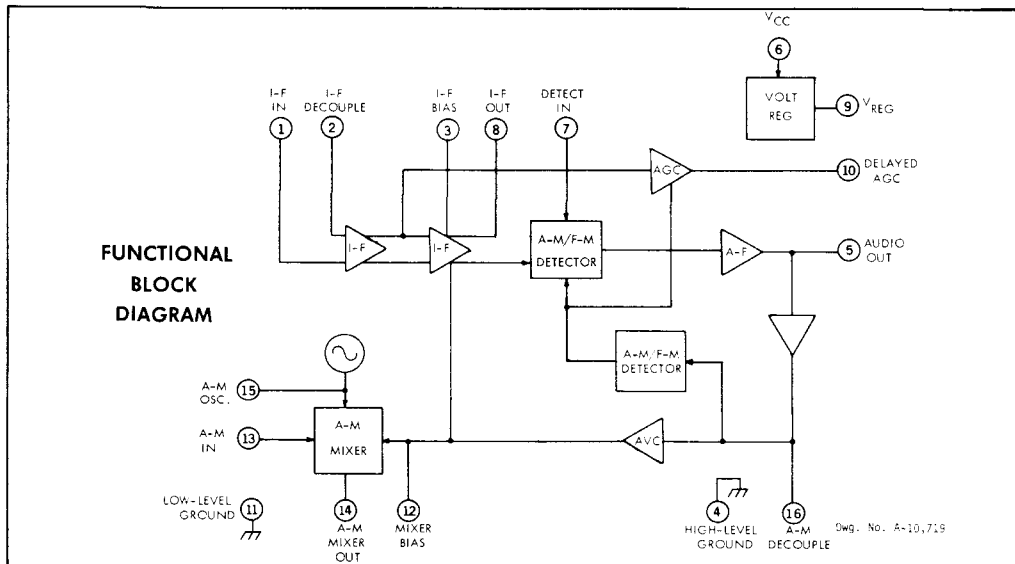 FUNCTIONAL
BLOCK
DIAGRAM
VCC
6
VOLT
REG
9 VREG
I-F
IN
1
I-F
DECOUPLE
2
I-F
BIAS
3
I-F
OUT
8
DETECT
IN
7
AGC
10 DELAYED
AGC
I-F
I-F
A-M/F-M
DETECTOR
A-F
5 AUDIO
OUT
A-M/F-M
DETECTOR
A-M
OSC.
15
A-M
IN
13
A-M
MIXER
AVC
LOW-LEVEL
GROUND
11
14
A-M
MIXER
OUT
12
MIXER
BIAS
4
HIGH-LEVEL
GROUND
16
A-M
DECOUPLE
Dwg. No. A-10,719